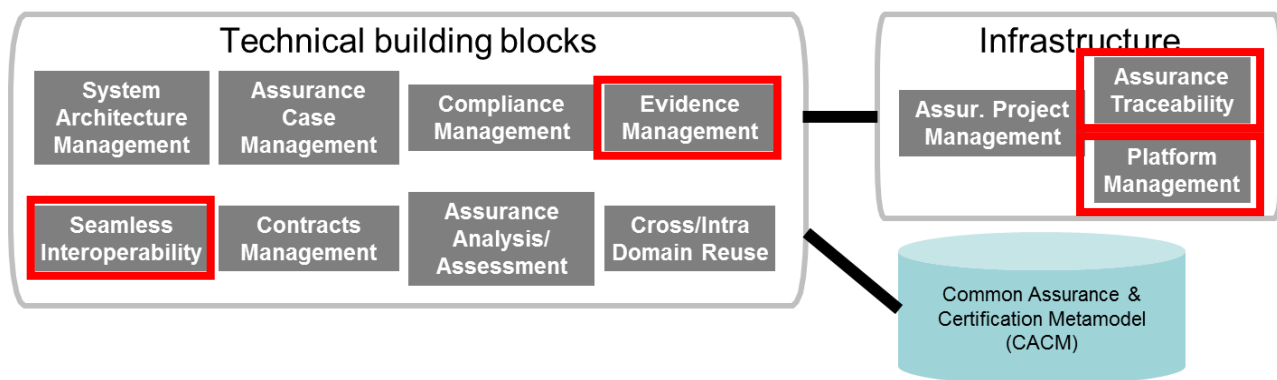 Technical building blocks
System
Architecture
Management
Assurance
Case
Management
Compliance
Management
Evidence
Management
Seamless
Interoperability
Contracts
Management
Assurance
Analysis/
Assessment
Cross/Intra
Domain Reuse
Infrastructure
Assur. Project
Management
Assurance
Traceability
Platform
Management
Common Assurance &
Certification Metamodel
(CACM)